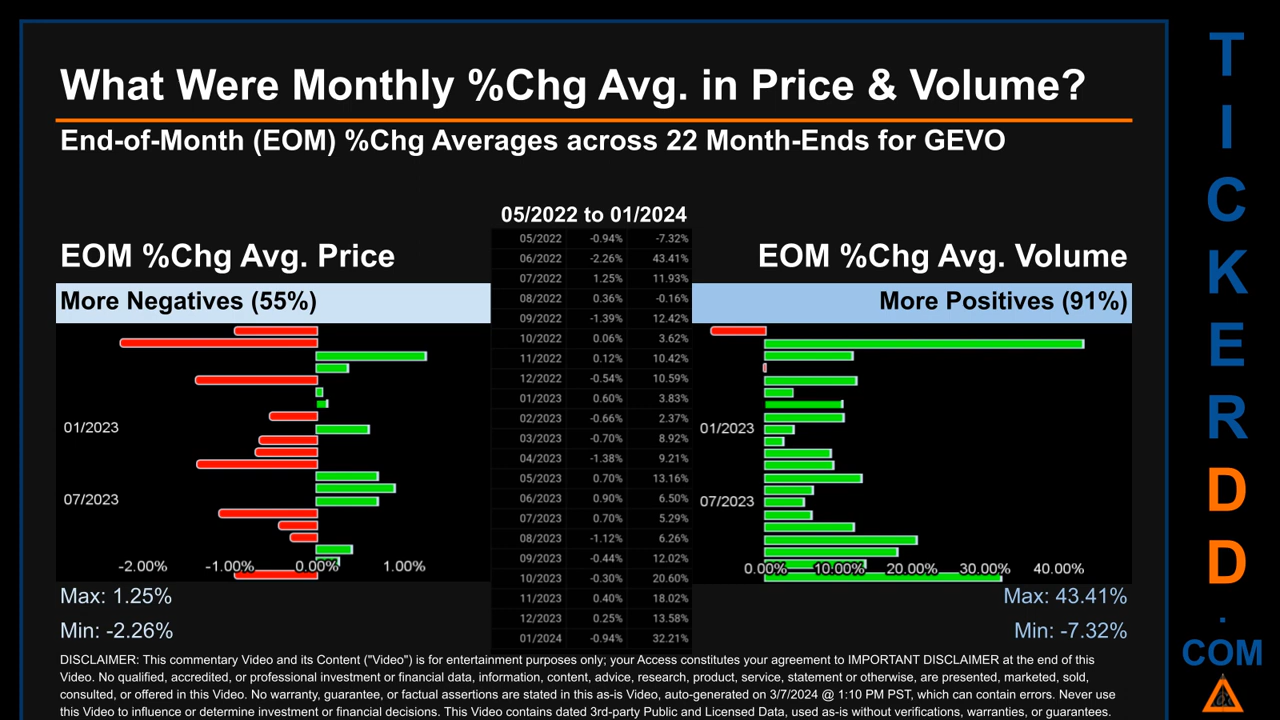 What Were Monthly %Chg Avg. in Price & Volume?
End-of-Month (EOM) %Chg Averages across 22 Month-Ends for GEVO
05/2022 to 01/2024
EOM %Chg Avg. Price
More Negatives (55%)
01/2023
07/2023
-2.00% -1.00% 0.00% 1.00%
Max: 1.25%
Min: -2.26%
05/2022 -0.94% -7.32%
06/2022 -2.26% 43.41%
07/2022 1.25% 11.93%
08/2022 0.36% -0.16%
09/2022 -1.39% 12.42%
10/2022 0.06% 3.62%
11/2022 0.12% 10.42%
12/2022 -0.54% 10.59%
01/2023 0.60% 3.83%
02/2023 -0.66% 2.37%
03/2023 -0.70% 8.92%
04/2023 -1.38% 9.21%
05/2023 0.70% 13.16%
06/2023 0.90% 6.50%
07/2023 0.70% 5.29%
08/2023 -1.12% 6.26%
09/2023 -0.44% 12.02%
10/2023 -0.30% 20.60%
11/2023 0.40% 18.02%
12/2023 0.25% 13.58%
01/2024 -0.94% 32.21%
EOM %Chg Avg. Volume
More Positives (91%)
01/2023
07/2023
0.00% 10.00% 20.00% 30.00% 40.00%
Max: 43.41%
Min: -7.32%
DISCLAIMER: This commentary Video and its Content ("Video") is for entertainment purposes only; your Access constitutes your agreement to IMPORTANT DISCLAIMER at the end of this
Video. No qualified, accredited, or professional investment or financial data, information, content, advice, research, product, service, statement or otherwise, are presented, marketed, sold,
consulted, or offered in this Video. No warranty, guarantee, or factual assertions are stated in this as-is Video, auto-generated on 3/7/2024 @ 1:10 PM PST, which can contain errors. Never use
this Video to influence or determine investment or financial decisions. This Video contains dated 3rd-party Public and Licensed Data, used as-is without verifications, warranties, or guarantees.
T
I
C
K
E
R
D
D
.
COM